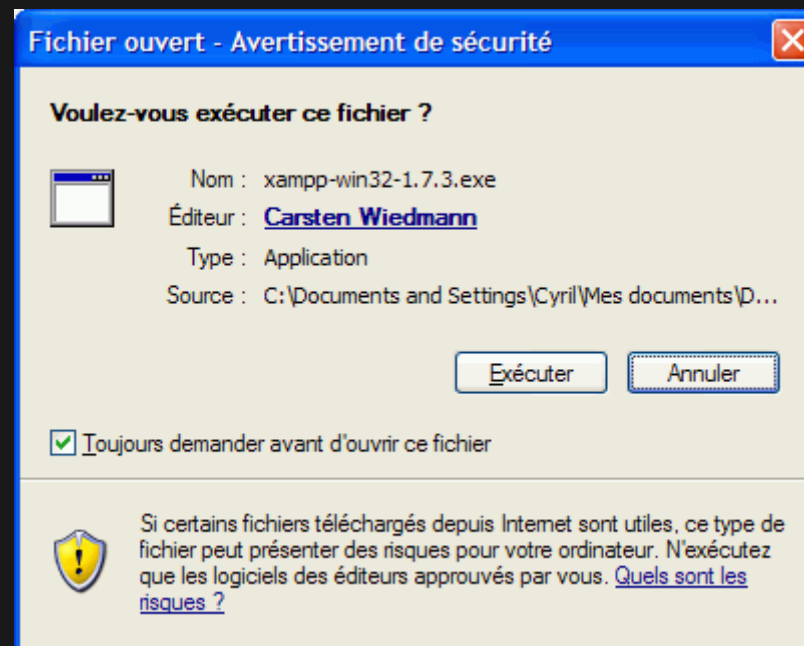 Fichier ouvert - Avertissement de sécurité
Voulez-vous exécuter ce fichier ?
Nom : xampp-win32-1.7.3.exe
Éditeur : Carsten Wiedmann
Type : Application
Source : C:\Documents and Settings\Cyril\Mes documents\D...
Exécuter Annuler
Toujours demander avant d'ouvrir ce fichier
Si certains fichiers téléchargés depuis Internet sont utiles, ce type de
fichier peut présenter des risques pour votre ordinateur. N'exécutez
que les logiciels des éditeurs approuvés par vous. Quels sont les
risques ?